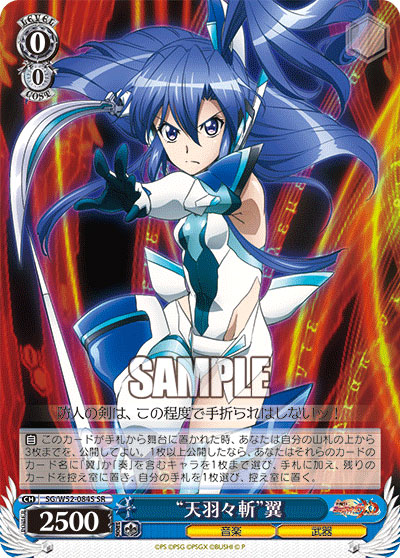 LEVEL
0
0
COST
SAMPLE
防人の剣は、この程度で手折られはしないッ!
自 このカードが手札から舞台に置かれた時、あなたは自分の山札の上から
3枚までを、公開してよい。1枚以上公開したなら、あなたはそれらのカードの
カード名に「翼」か「奏」を含むキャラを1枚まで選び、手札に加え、残りの
カードを控え室に置き、自分の手札を1枚選び、控え室に置く。
CH SG/W52-084S SR
2500
“天羽々斬”翼
音楽
武器
©PS ©PSG ©PSGX ©BUSHI ©P